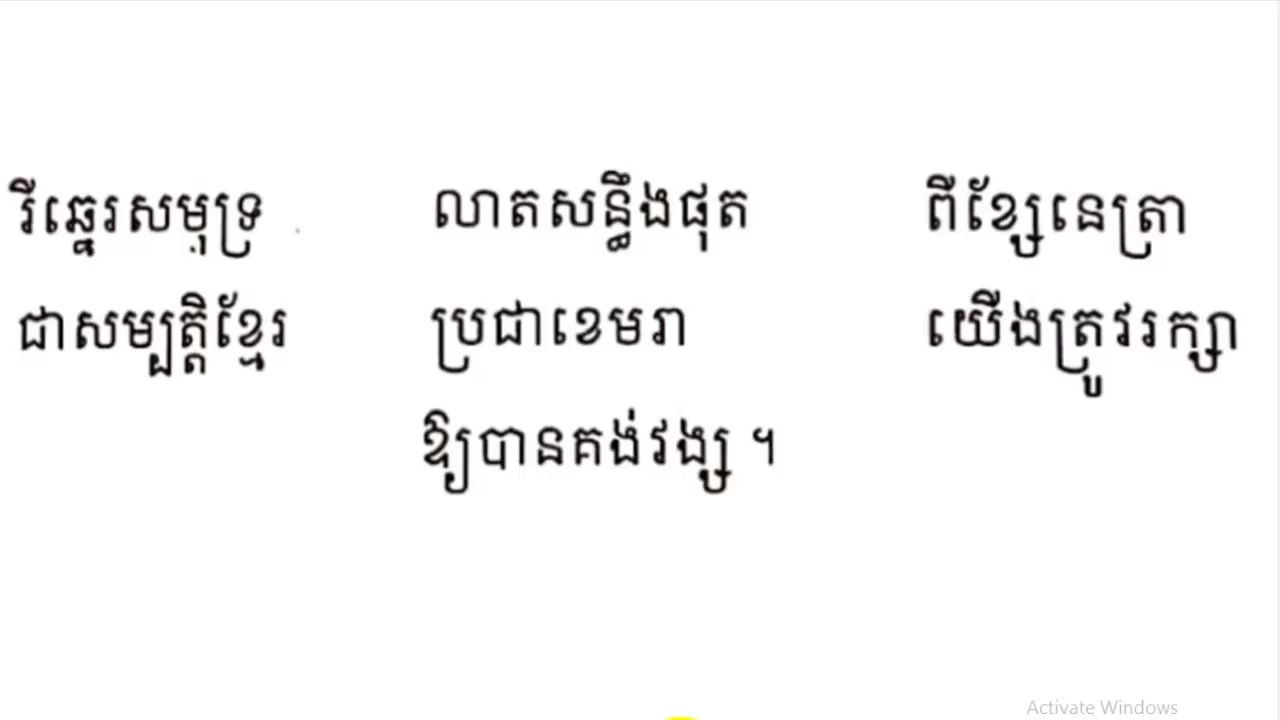 រីឆ្នេរសមុទ្រ លាតសន្ធឹងផុត ពីខ្សែនេត្រា
ជាសម្បត្តិខ្មែរ ប្រជាខេមរា យើងត្រូវរក្សា
ឱ្យបានគង់វង្ស ។
Activate Windows